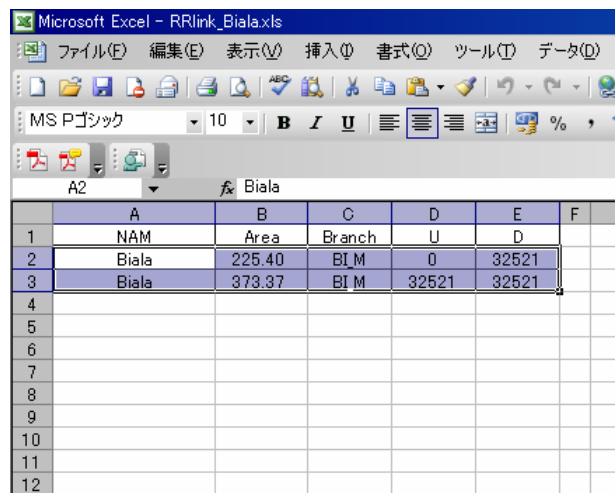 Microsoft Excel - RRlink_Biala.xls
ファイル(F) 編集(E) 表示(V) 挿入(I) 書式(O) ツール(T) データ(D)
ABC
MS Pゴシック 10 B I U %
A2 fx Biala
A B C D E F
1 NAM Area Branch U D
2 Biala 225.40 BI_M 0 32521
3 Biala 373.37 BI_M 32521 32521
4
5
6
7
8
9
10
11
12